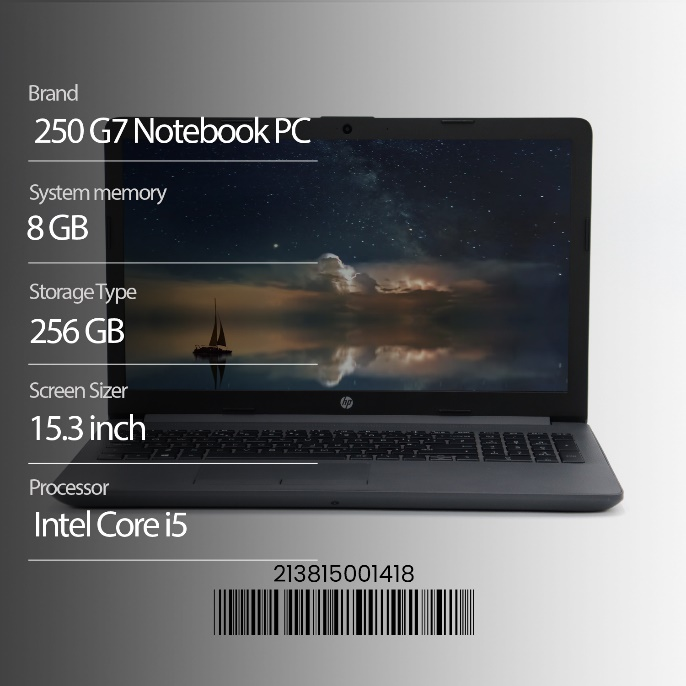 Brand
250 G7 Notebook PC
System memory
8 GB
Storage Type
256 GB
Screen Sizer
15.3 inch
hp
Processor
Intel Core i5
213815001418